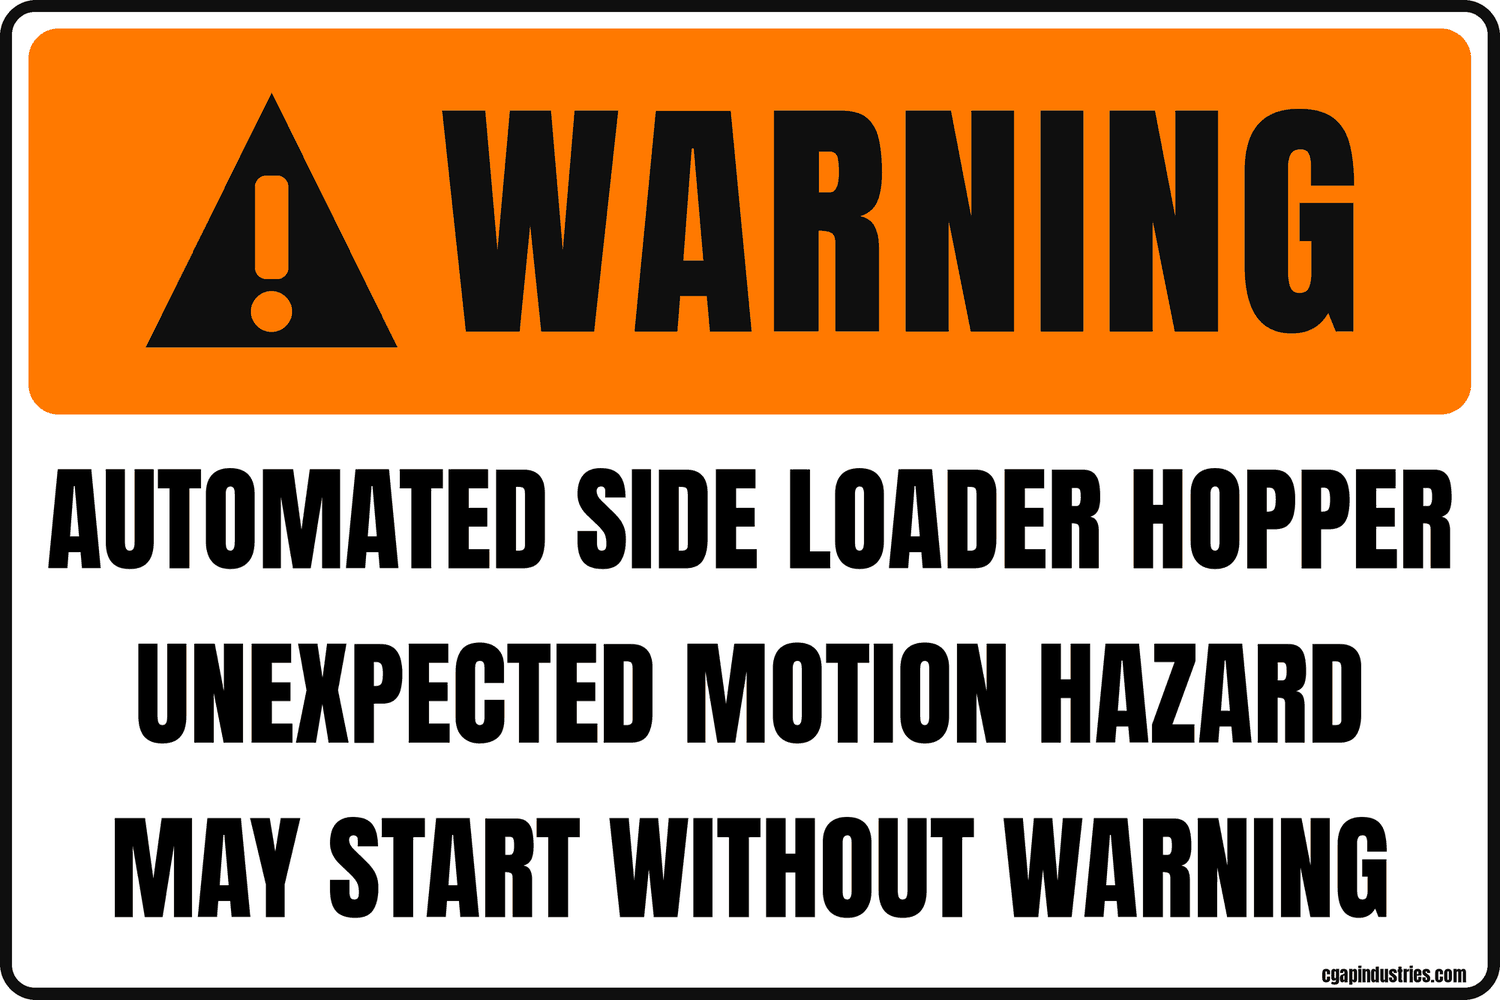 WARNING
AUTOMATED SIDE LOADER HOPPER
UNEXPECTED MOTION HAZARD
MAY START WITHOUT WARNING
cgapindustries.com